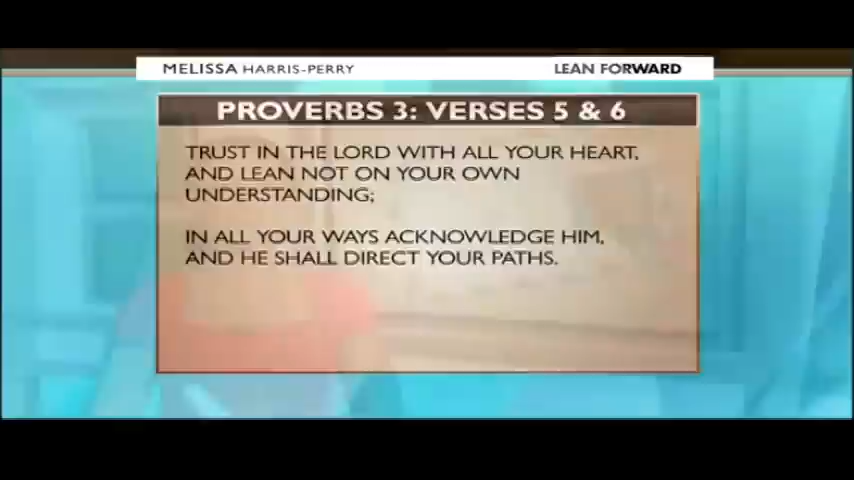 MELISSA HARRIS-PERRY LEAN FORWARD
PROVERBS 3: VERSES 5 & 6
TRUST IN THE LORD WITH ALL YOUR HEART,
AND LEAN NOT ON YOUR OWN
UNDERSTANDING;
IN ALL YOUR WAYS ACKNOWLEDGE HIM,
AND HE SHALL DIRECT YOUR PATHS.